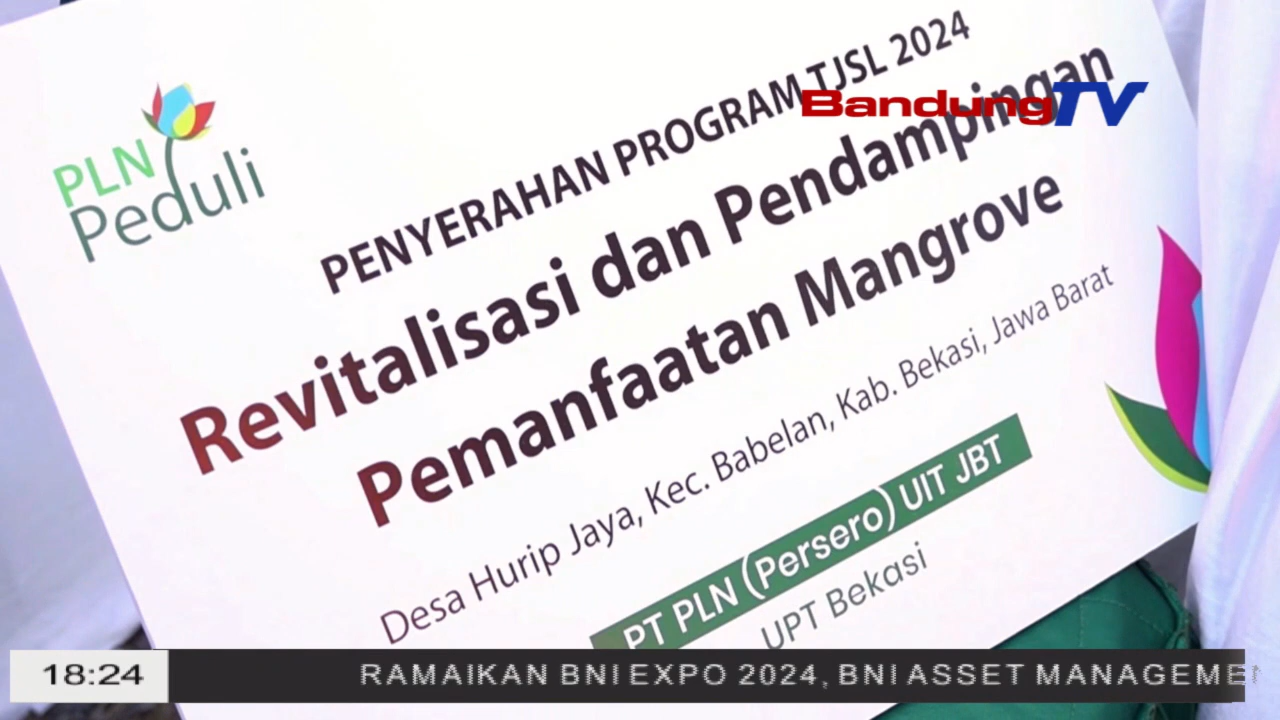 PLN
Peduli
PENYERAHAN PROGRAM TJSL 2024
BandungTV
Revitalisasi dan Pendampingan
Pemanfaatan Mangrove
Desa Hurip Jaya, Kec. Babelan, Kab. Bekasi, Jawa Barat
PT PLN (Persero) UIT JBT
UPT Bekasi
18:24
RAMAIKAN BNI EXPO 2024, BNI ASSET MANAGEMEN